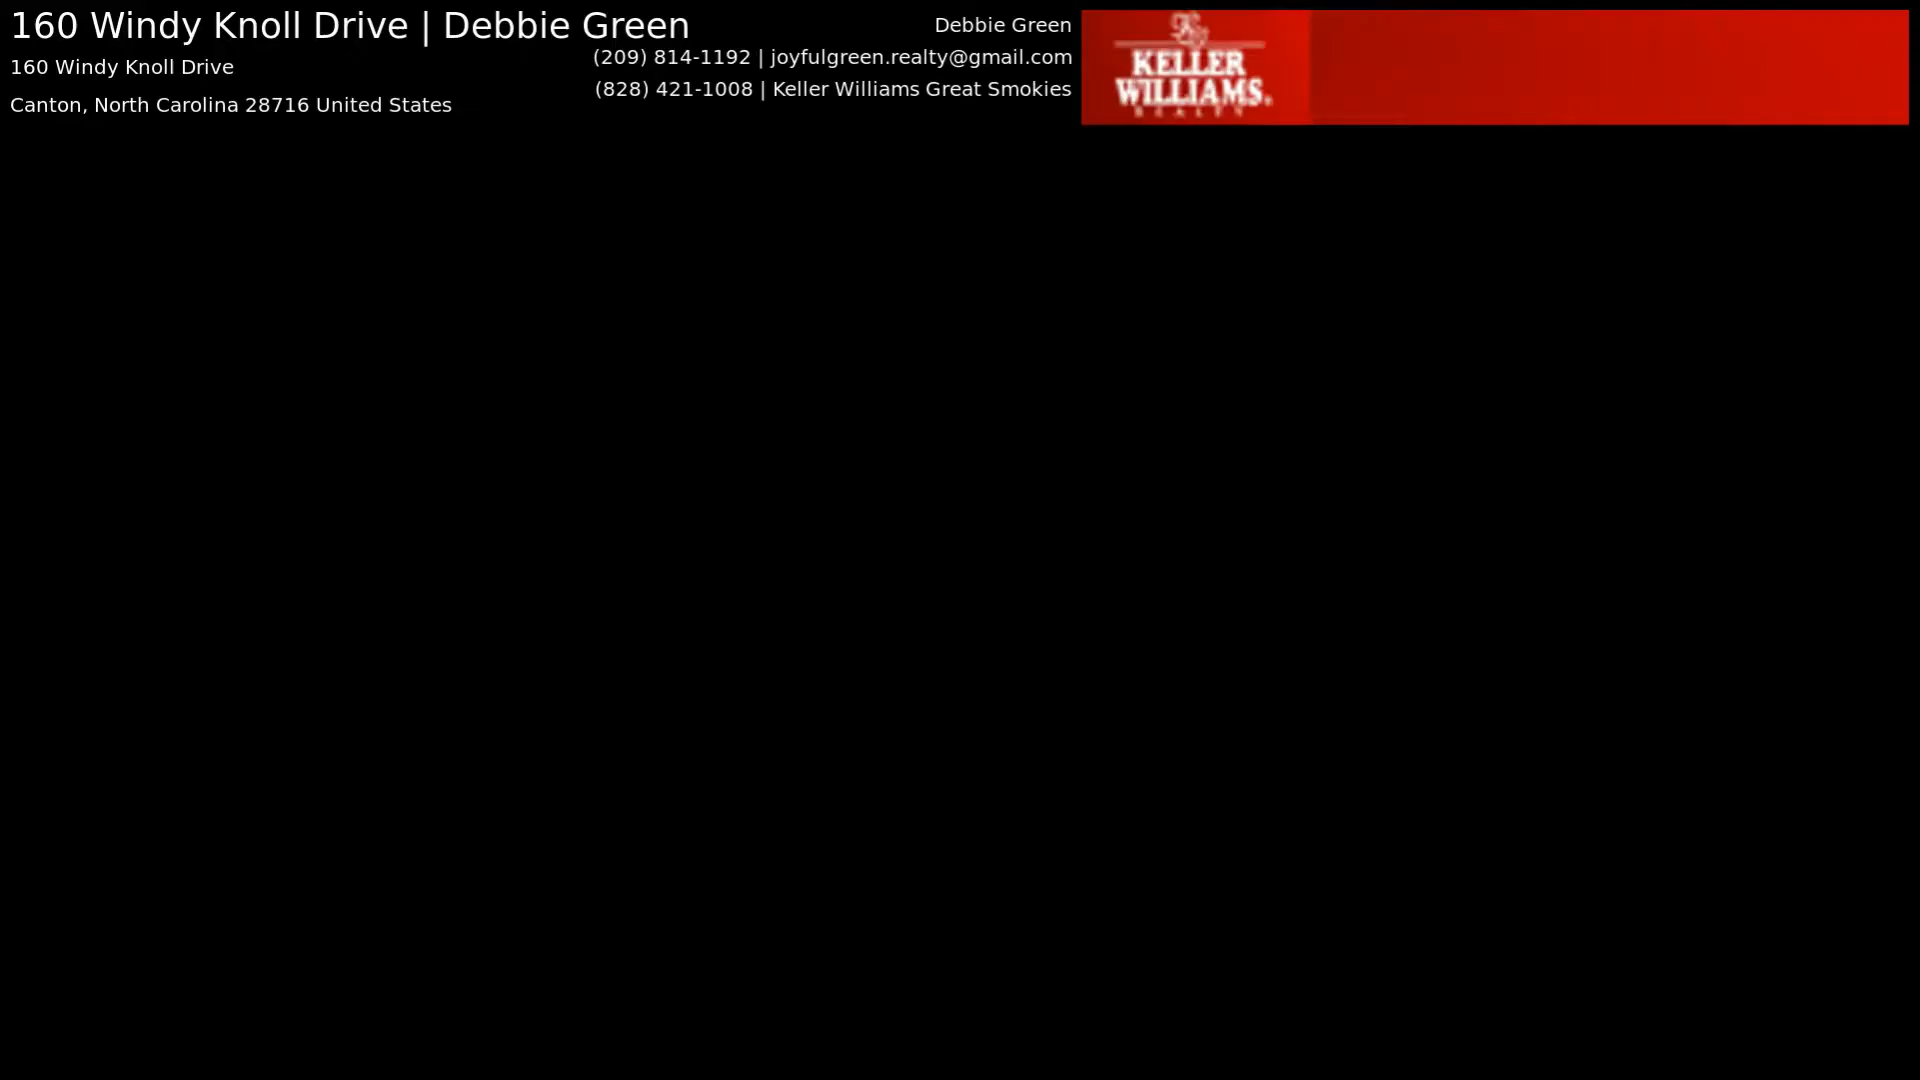 160 Windy Knoll Drive | Debbie Green
160 Windy Knoll Drive
Canton, North Carolina 28716 United States
Debbie Green
(209) 814-1192 | joyfulgreen.realty@gmail.com
(828) 421-1008 | Keller Williams Great Smokies
KELLER
WILLIAMS.
REALTY